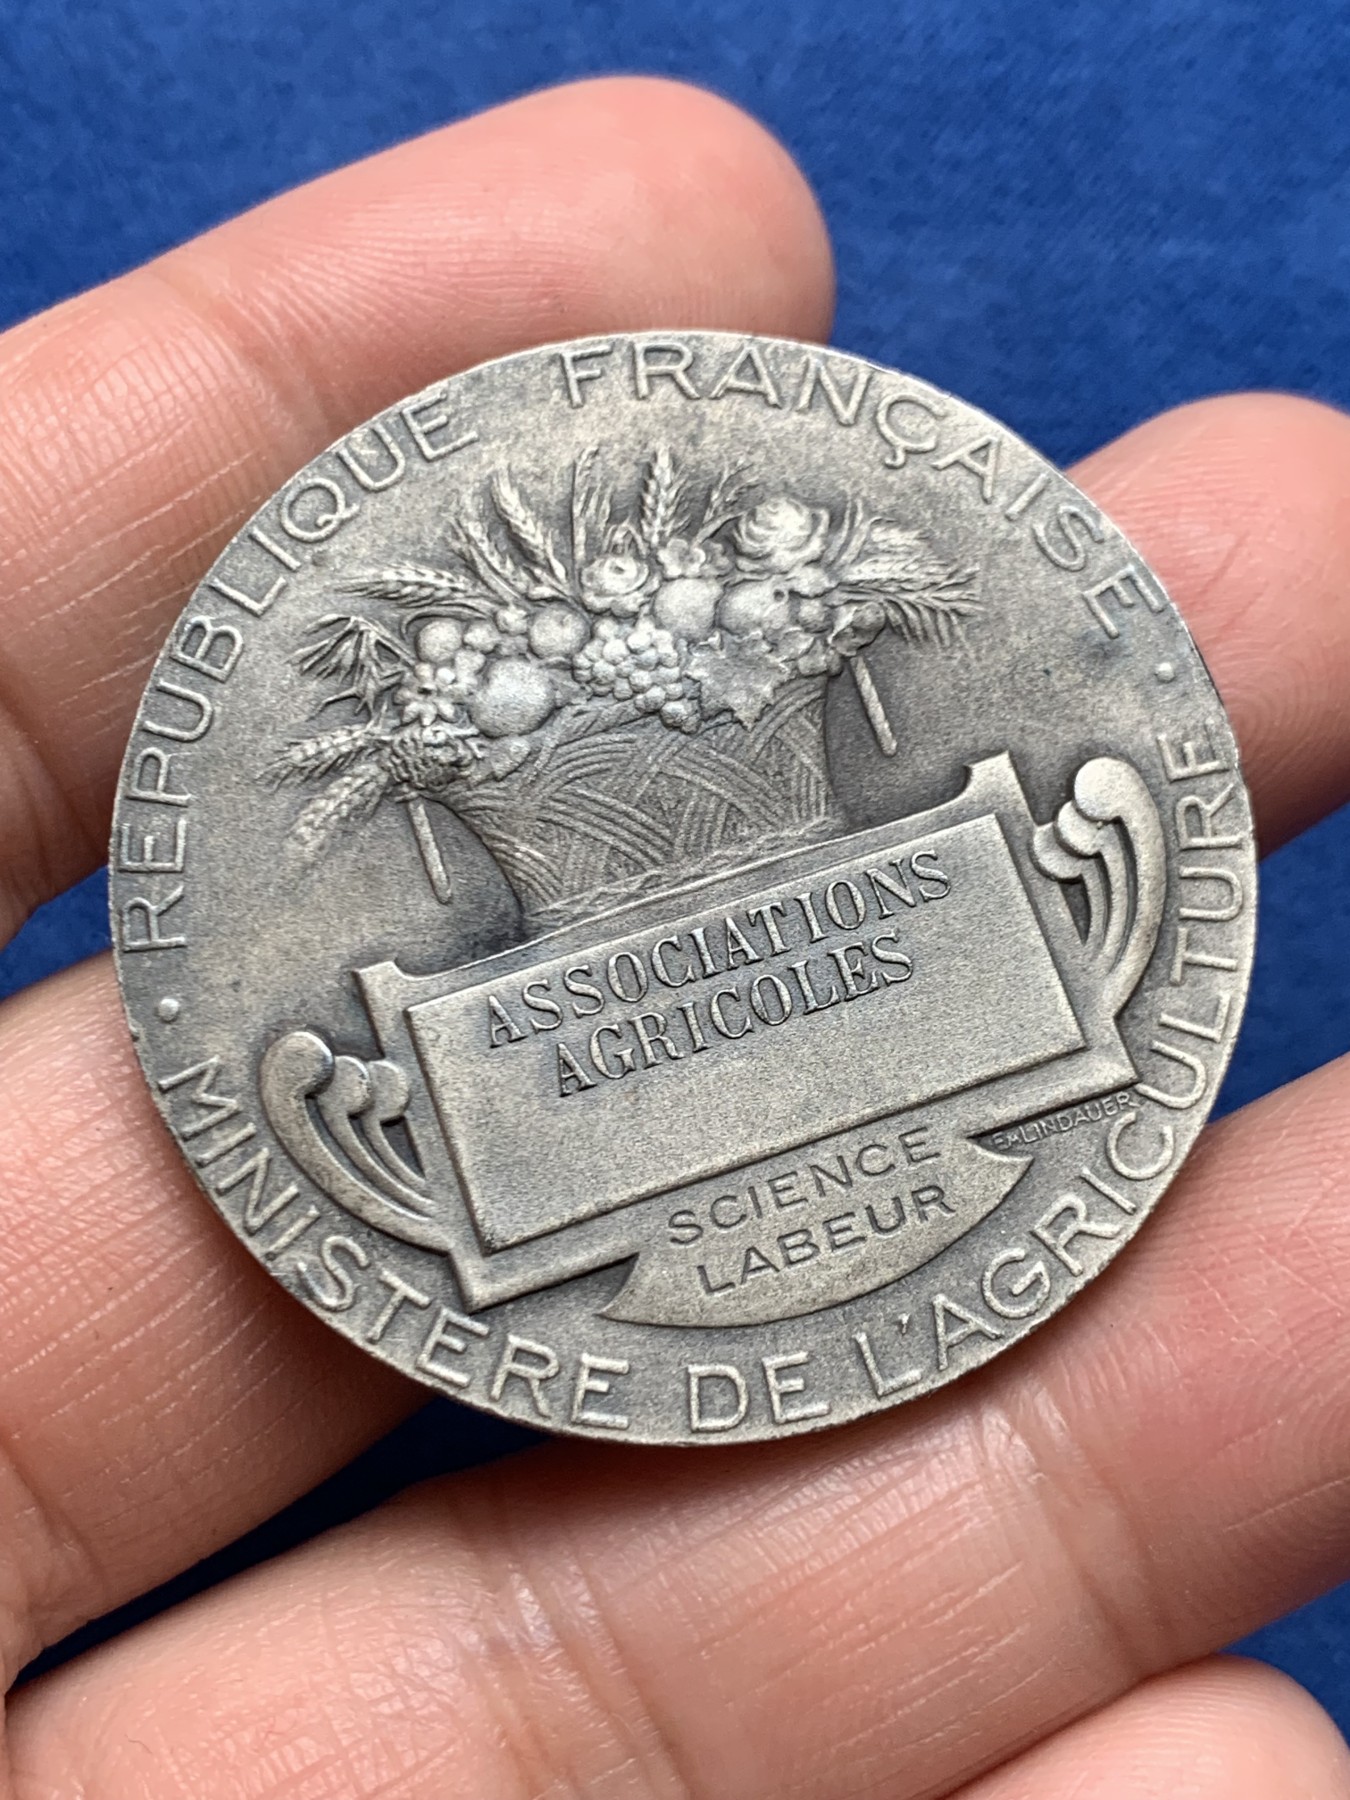 REPUBLIQUE FRANÇAISE
ASSOCIATIONS
AGRICOLES
SCIENCE
LABEUR
EM LINDAUER
MINISTERE DE L'AGRICULTURE